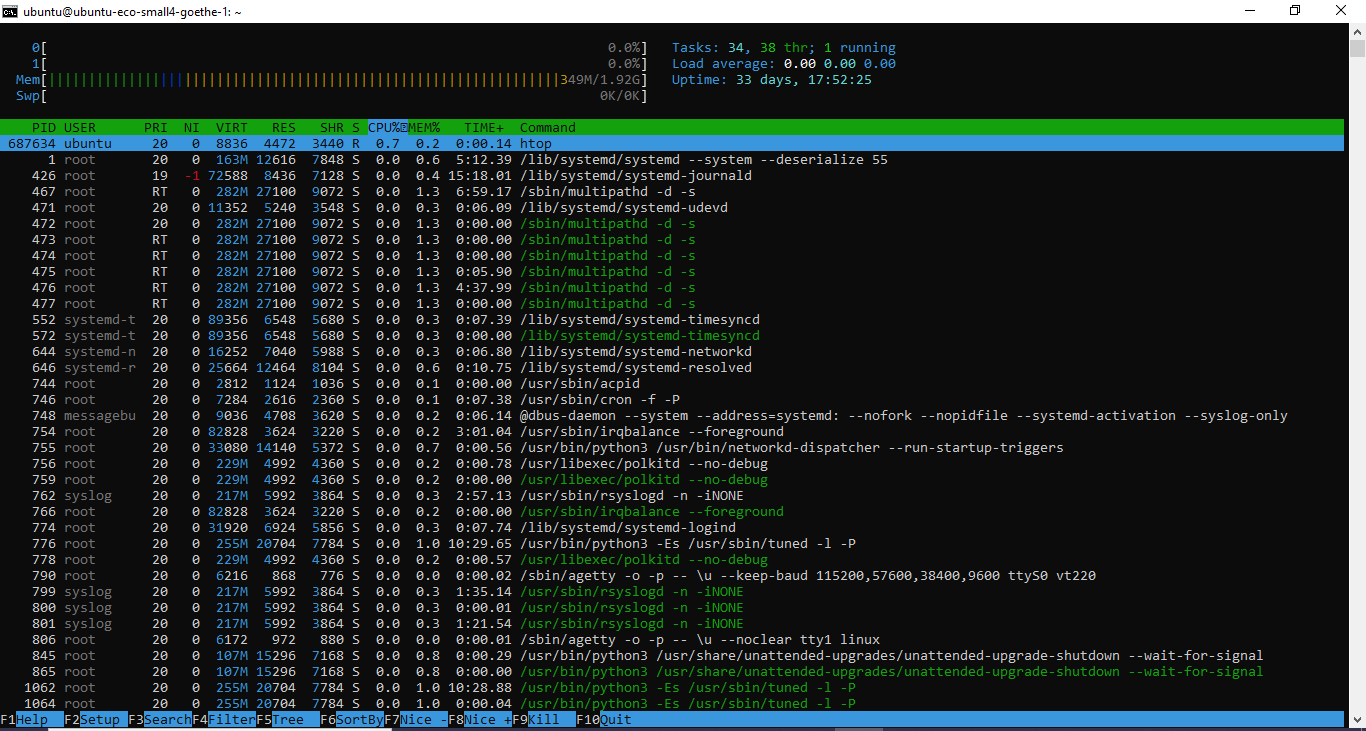 ubuntu@ubuntu-eco-small4-goethe-1: ~
0[ 0.0%] Tasks: 34, 38 thr; 1 running
1[ 0.0%] Load average: 0.00 0.00 0.00
Mem[||||||||||||||||||||||||||||||||||||||||||||||||||||||||||||||||349M/1.92G] Uptime: 33 days, 17:52:25
Swp[ 0K/0K]
PID USER PRI NI VIRT RES SHR S CPU% MEM% TIME+ Command
687634 ubuntu 20 0 8836 4472 3440 R 0.7 0.2 0:00.14 htop
1 root 20 0 163M 12616 7848 S 0.0 0.6 5:12.39 /lib/systemd/systemd --system --deserialize 55
426 root 19 -1 72588 8436 7128 S 0.0 0.4 15:18.01 /lib/systemd/systemd-journald
467 root RT 0 282M 27100 9072 S 0.0 1.3 6:59.17 /sbin/multipathd -d -s
471 root 20 0 11352 5240 3548 S 0.0 0.3 0:06.09 /lib/systemd/systemd-udevd
472 root 20 0 282M 27100 9072 S 0.0 1.3 0:00.00 /sbin/multipathd -d -s
473 root RT 0 282M 27100 9072 S 0.0 1.3 0:00.00 /sbin/multipathd -d -s
474 root RT 0 282M 27100 9072 S 0.0 1.3 0:00.00 /sbin/multipathd -d -s
475 root RT 0 282M 27100 9072 S 0.0 1.3 0:05.90 /sbin/multipathd -d -s
476 root RT 0 282M 27100 9072 S 0.0 1.3 4:37.99 /sbin/multipathd -d -s
477 root RT 0 282M 27100 9072 S 0.0 1.3 0:00.00 /sbin/multipathd -d -s
552 systemd-t 20 0 89356 6548 5680 S 0.0 0.3 0:07.39 /lib/systemd/systemd-timesyncd
572 systemd-t 20 0 89356 6548 5680 S 0.0 0.3 0:00.00 /lib/systemd/systemd-timesyncd
644 systemd-n 20 0 16252 7040 5988 S 0.0 0.3 0:06.80 /lib/systemd/systemd-networkd
646 systemd-r 20 0 25664 12464 8104 S 0.0 0.6 0:10.75 /lib/systemd/systemd-resolved
744 root 20 0 2812 1124 1036 S 0.0 0.1 0:00.00 /usr/sbin/acpid
746 root 20 0 7284 2616 2360 S 0.0 0.1 0:07.38 /usr/sbin/cron -f -P
748 messagebu 20 0 9036 4708 3620 S 0.0 0.2 0:06.14 @dbus-daemon --system --address=systemd: --nofork --nopidfile --systemd-activation --syslog-only
754 root 20 0 82828 3624 3220 S 0.0 0.2 3:01.04 /usr/sbin/irqbalance --foreground
755 root 20 0 33080 14140 5372 S 0.0 0.7 0:00.56 /usr/bin/python3 /usr/bin/networkd-dispatcher --run-startup-triggers
756 root 20 0 229M 4992 4360 S 0.0 0.2 0:00.78 /usr/libexec/polkitd --no-debug
759 root 20 0 229M 4992 4360 S 0.0 0.2 0:00.00 /usr/libexec/polkitd --no-debug
762 syslog 20 0 217M 5992 3864 S 0.0 0.3 2:57.13 /usr/sbin/rsyslogd -n -iNONE
766 root 20 0 82828 3624 3220 S 0.0 0.2 0:00.00 /usr/sbin/irqbalance --foreground
774 root 20 0 31920 6924 5856 S 0.0 0.3 0:07.74 /lib/systemd/systemd-logind
776 root 20 0 255M 20704 7784 S 0.0 1.0 10:29.65 /usr/bin/python3 -Es /usr/sbin/tuned -l -P
778 root 20 0 229M 4992 4360 S 0.0 0.2 0:00.57 /usr/libexec/polkitd --no-debug
790 root 20 0 6216 868 776 S 0.0 0.0 0:00.02 /sbin/agetty -o -p -- \u --keep-baud 115200,57600,38400,9600 ttyS0 vt220
799 syslog 20 0 217M 5992 3864 S 0.0 0.3 1:35.14 /usr/sbin/rsyslogd -n -iNONE
800 syslog 20 0 217M 5992 3864 S 0.0 0.3 0:00.01 /usr/sbin/rsyslogd -n -iNONE
801 syslog 20 0 217M 5992 3864 S 0.0 0.3 1:21.54 /usr/sbin/rsyslogd -n -iNONE
806 root 20 0 6172 972 880 S 0.0 0.0 0:00.01 /sbin/agetty -o -p -- \u --noclear tty1 linux
845 root 20 0 107M 15296 7168 S 0.0 0.8 0:00.29 /usr/bin/python3 /usr/share/unattended-upgrades/unattended-upgrade-shutdown --wait-for-signal
865 root 20 0 107M 15296 7168 S 0.0 0.8 0:00.00 /usr/bin/python3 /usr/share/unattended-upgrades/unattended-upgrade-shutdown --wait-for-signal
1062 root 20 0 255M 20704 7784 S 0.0 1.0 10:28.88 /usr/bin/python3 -Es /usr/sbin/tuned -l -P
1064 root 20 0 255M 20704 7784 S 0.0 1.0 0:00.04 /usr/bin/python3 -Es /usr/sbin/tuned -l -P
F1Help F2Setup F3SearchF4FilterF5Tree F6SortByF7Nice -F8Nice +F9Kill F10Quit